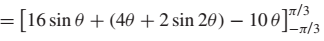 = [16 sin θ + (4θ + 2 sin 2θ) − 10 θ]^{π/3}_{−π/3}